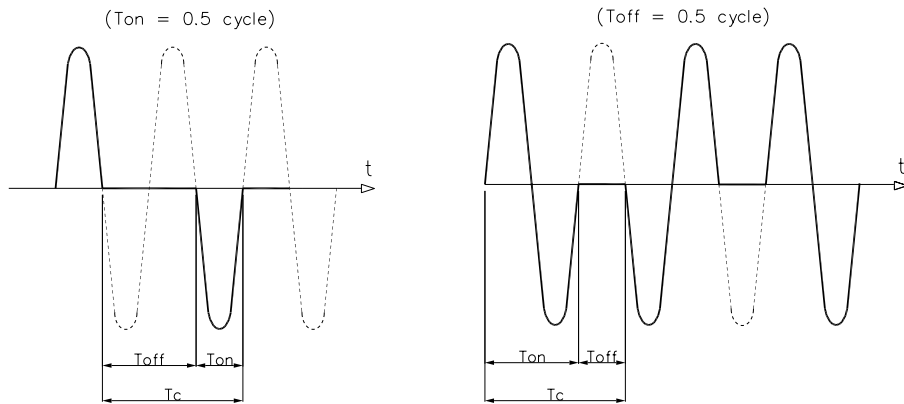 (Ton = 0.5 cycle)
(Toff = 0.5 cycle)
t
t
Toff
Ton
Tc
Ton
Toff
Tc